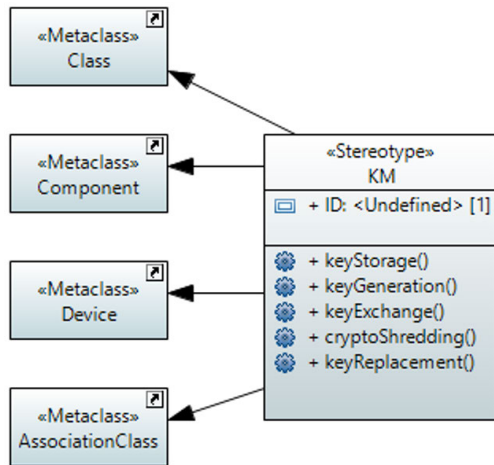 «Metaclass»
Class
«Metaclass»
Component
«Metaclass»
Device
«Metaclass»
AssociationClass
«Stereotype»
KM
+ ID: <Undefined> [1]
+ keyStorage()
+ keyGeneration()
+ keyExchange()
+ cryptoShredding()
+ keyReplacement()